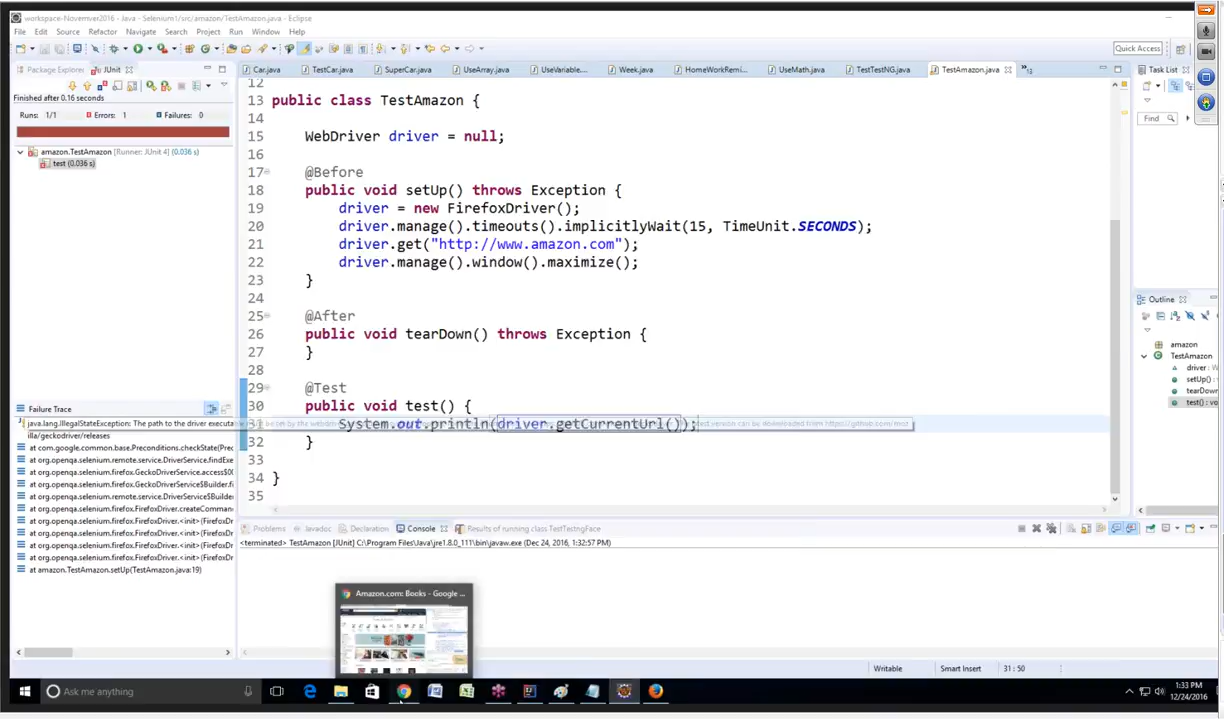 workspace-November2016 - Java - Selenium1/src/amazon/TestAmazon.java - Eclipse
File Edit Source Refactor Navigate Search Project Run Window Help
Quick Access
Package Explorer JUnit
Car.java TestCar.java SuperCar.java UseArray.java UseVariable... Week.java HomeWorkRemi... UseMath.java TestTestNG.java TestAmazon.java
Task List
Finished after 0.16 seconds
Runs: 1/1 Errors: 1 Failures: 0
Find
amazon.TestAmazon [Runner: JUnit 4] (0.036 s)
test (0.036 s)
12
13 public class TestAmazon {
14
15 WebDriver driver = null;
16
17 @Before
18 public void setUp() throws Exception {
19 driver = new FirefoxDriver();
20 driver.manage().timeouts().implicitlyWait(15, TimeUnit.SECONDS);
21 driver.get("http://www.amazon.com");
22 driver.manage().window().maximize();
23 }
24
25 @After
26 public void tearDown() throws Exception {
27 }
28
29 @Test
30 public void test() {
System.out.println(driver.getCurrentUrl());
32 }
33
34 }
35
Outline
amazon
TestAmazon
driver : W
setUp() :
tearDown
test() : vo
Failure Trace
java.lang.IllegalStateException: The path to the driver executa
illa/geckodriver/releases
at com.google.common.base.Preconditions.checkState(Pr
at org.openqa.selenium.remote.service.DriverService.findExe
at org.openqa.selenium.firefox.GeckoDriverService.access$00
at org.openqa.selenium.firefox.GeckoDriverService$Builder.fi
at org.openqa.selenium.remote.service.DriverService$Builder
at org.openqa.selenium.firefox.FirefoxDriver.createComman
at org.openqa.selenium.firefox.FirefoxDriver.<init>(FirefoxDr
at org.openqa.selenium.firefox.FirefoxDriver.<init>(FirefoxDr
at org.openqa.selenium.firefox.FirefoxDriver.<init>(FirefoxDr
at org.openqa.selenium.firefox.FirefoxDriver.<init>(FirefoxDr
at amazon.TestAmazon.setUp(TestAmazon.java:19)
Problems Javadoc Declaration Console Results of running class TestTestngFace
<terminated> TestAmazon [JUnit] C:\Program Files\Java\jre1.8.0_111\bin\javaw.exe (Dec 24, 2016, 1:32:57 PM)
Amazon.com: Books - Google ...
Writable Smart Insert 31 : 50
Ask me anything
1:33 PM
12/24/2016